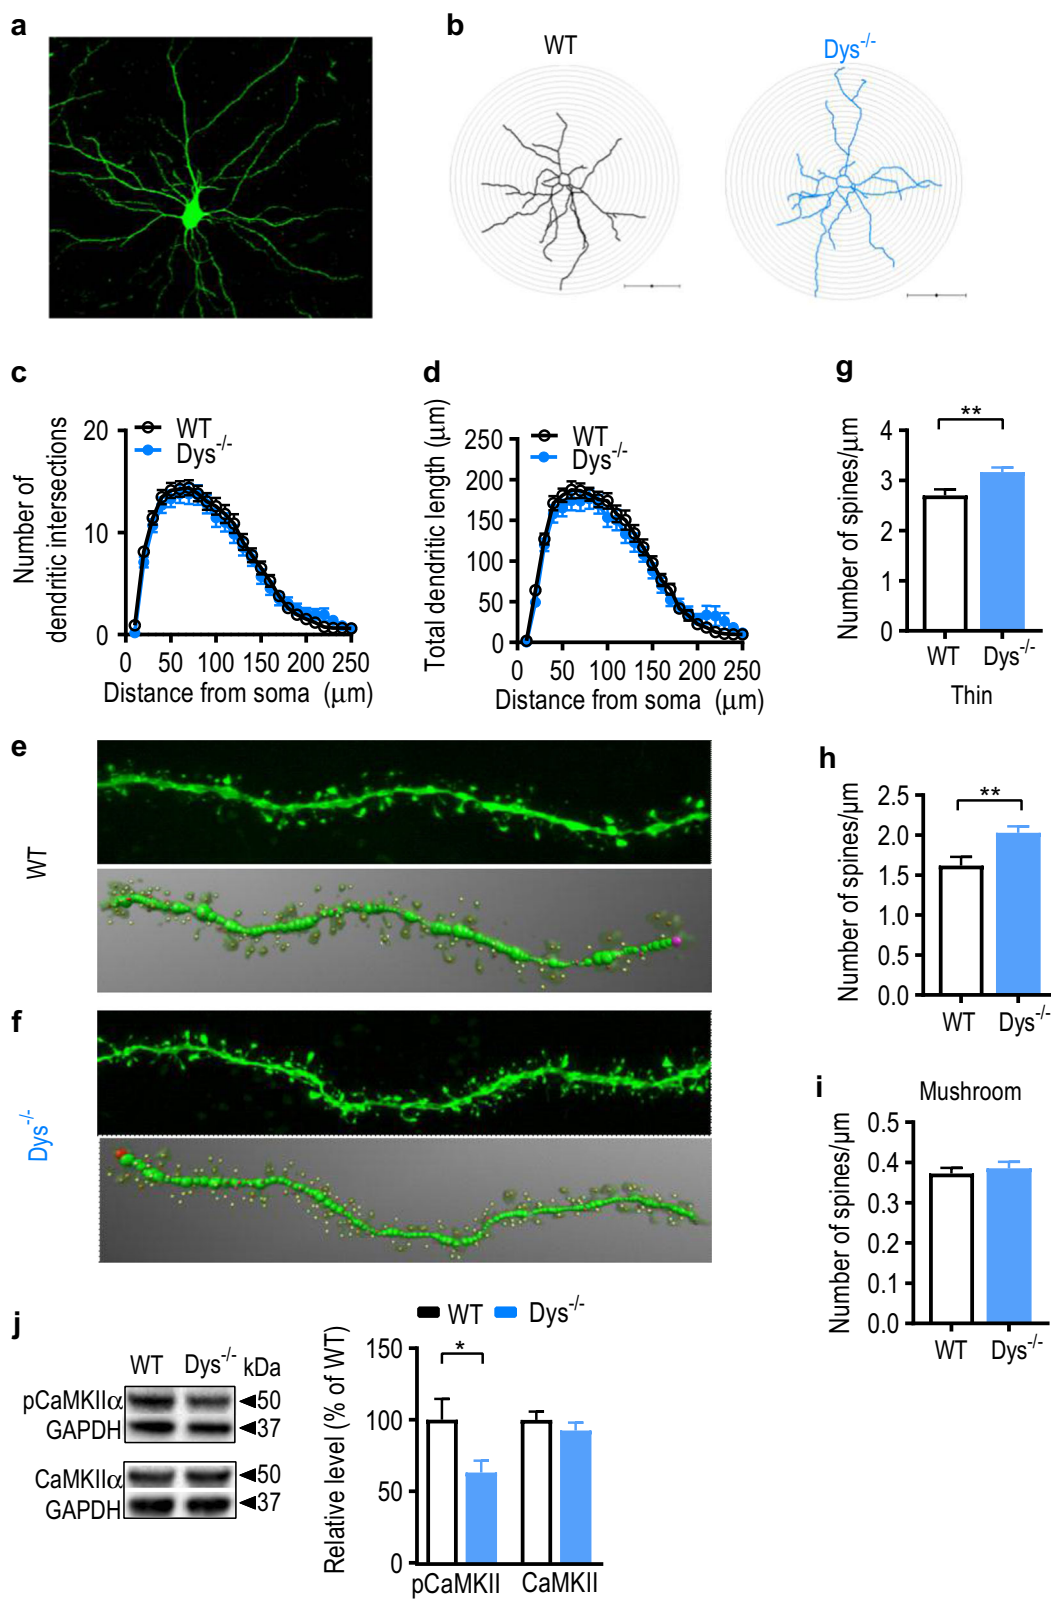 a
b
WT
Dys-/-
c
Number of
dendritic intersections
20
10
0
WT
Dys-/-
0 50 100 150 200 250
Distance from soma (μm)
d
Total dendritic length (μm)
250
200
150
100
50
0
WT
Dys-/-
0 50 100 150 200 250
Distance from soma (μm)
g
Number of spines/μm
4
3
2
1
0
**
WT Dys-/-
Thin
e
WT
f
Dys-/-
h
Number of spines/μm
2.5
2.0
1.5
1.0
0.5
0.0
**
WT Dys-/-
i
Mushroom
Number of spines/μm
0.5
0.4
0.3
0.2
0.1
0.0
WT Dys-/-
j
WT Dys-/- kDa
pCaMKIIα 50
GAPDH 37
CaMKIIα 50
GAPDH 37
WT Dys-/-
Relative level (% of WT)
150
100
50
0
*
pCaMKII CaMKII